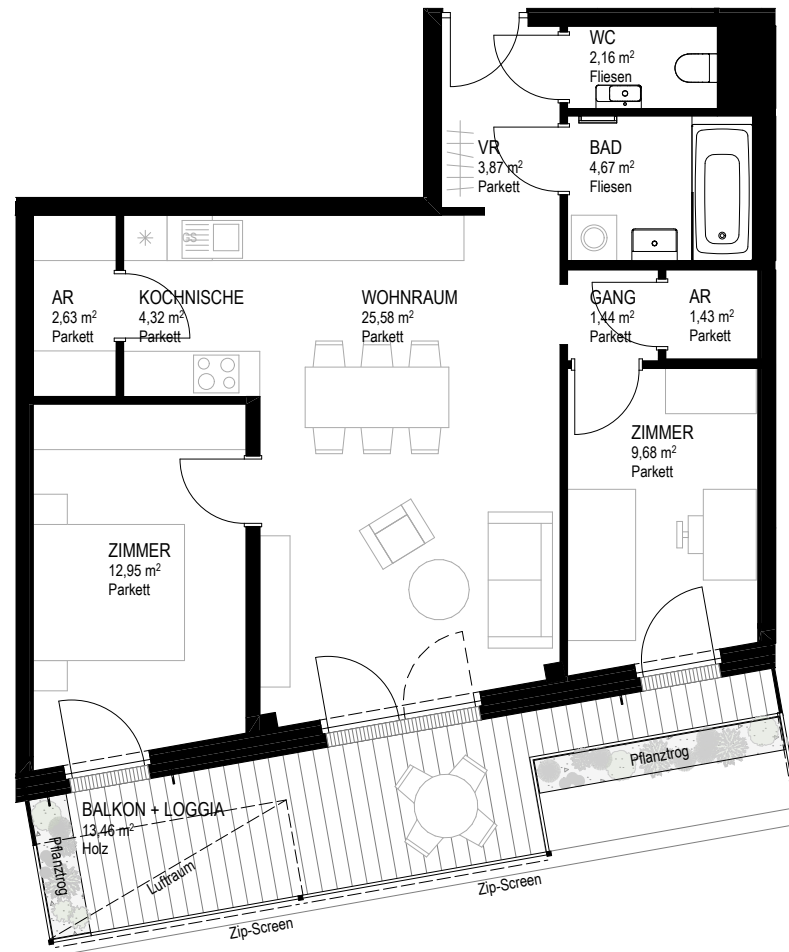 WC
2,16 m²
Fliesen
VR
3,87 m²
Parkett
BAD
4,67 m²
Fliesen
GS
AR
2,63 m²
Parkett
KOCHNISCHE
4,32 m²
Parkett
WOHNRAUM
25,58 m²
Parkett
GANG
1,44 m²
Parkett
AR
1,43 m²
Parkett
ZIMMER
9,68 m²
Parkett
ZIMMER
12,95 m²
Parkett
Pflanztrog
BALKON + LOGGIA
13,46 m²
Holz
Pflanztrog
Luftraum
Zip-Screen
Zip-Screen